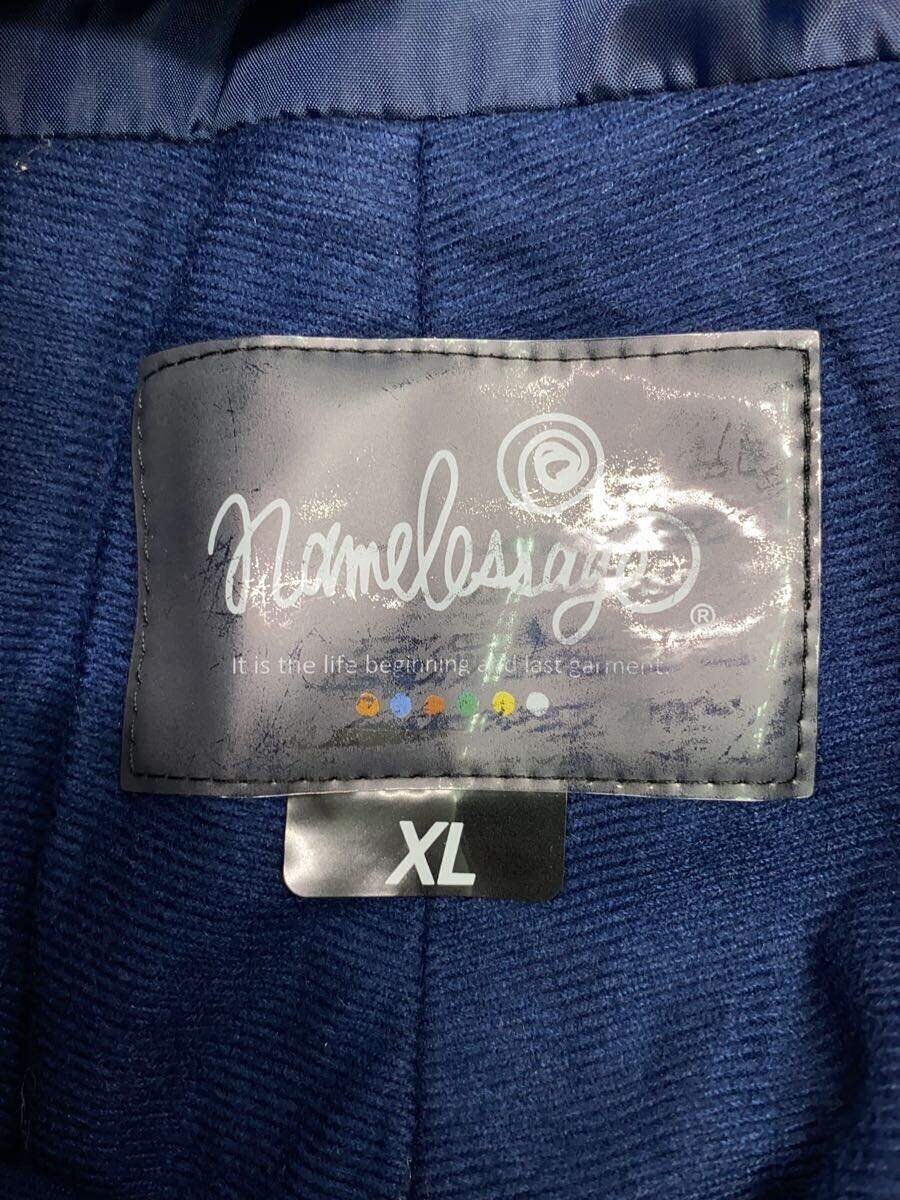 namelessage
®
It is the life beginning and last garment.
XL